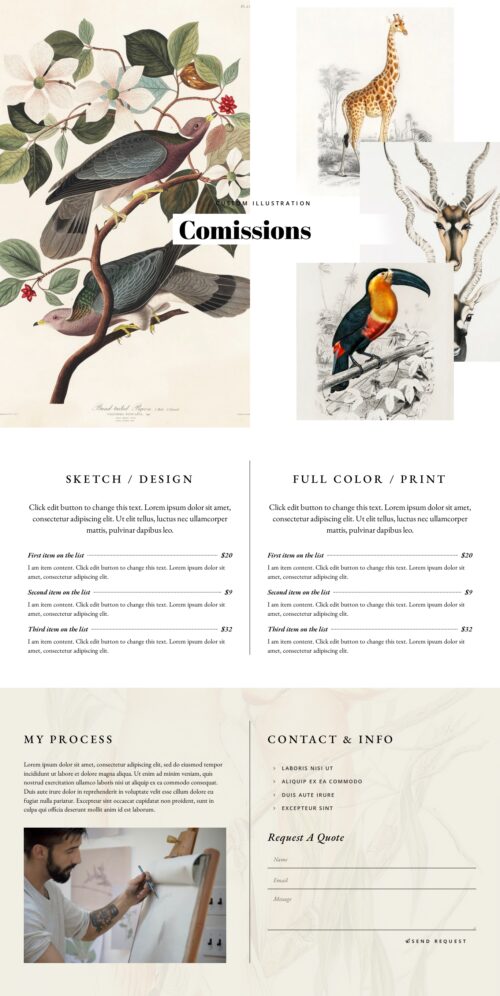 CUSTOM ILLUSTRATION
Comissions
SKETCH / DESIGN
Click edit button to change this text. Lorem ipsum dolor sit amet,
consectetur adipiscing elit. Ut elit tellus, luctus nec ullamcorper
mattis, pulvinar dapibus leo.
First item on the list $20
I am item content. Click edit button to change this text. Lorem ipsum dolor sit
amet, consectetur adipiscing elit.
Second item on the list $9
I am item content. Click edit button to change this text. Lorem ipsum dolor sit
amet, consectetur adipiscing elit.
Third item on the list $32
I am item content. Click edit button to change this text. Lorem ipsum dolor sit
amet, consectetur adipiscing elit.
FULL COLOR / PRINT
Click edit button to change this text. Lorem ipsum dolor sit amet,
consectetur adipiscing elit. Ut elit tellus, luctus nec ullamcorper
mattis, pulvinar dapibus leo.
First item on the list $20
I am item content. Click edit button to change this text. Lorem ipsum dolor sit
amet, consectetur adipiscing elit.
Second item on the list $9
I am item content. Click edit button to change this text. Lorem ipsum dolor sit
amet, consectetur adipiscing elit.
Third item on the list $32
I am item content. Click edit button to change this text. Lorem ipsum dolor sit
amet, consectetur adipiscing elit.
MY PROCESS
Lorem ipsum dolor sit amet, consectetur adipiscing elit, sed do eiusmod tempor
incididunt ut labore et dolore magna aliqua. Ut enim ad minim veniam, quis
nostrud exercitation ullamco laboris nisi ut aliquip ex ea commodo consequat.
Duis aute irure dolor in reprehenderit in voluptate velit esse cillum dolore eu
fugiat nulla pariatur. Excepteur sint occaecat cupidatat non proident, sunt in
culpa qui officia deserunt mollit anim id est laborum.
CONTACT & INFO
LABORIS NISI UT
ALIQUIP EX EA COMMODO
DUIS AUTE IRURE
EXCEPTEUR SINT
Request A Quote
Name
Email
Message
SEND REQUEST